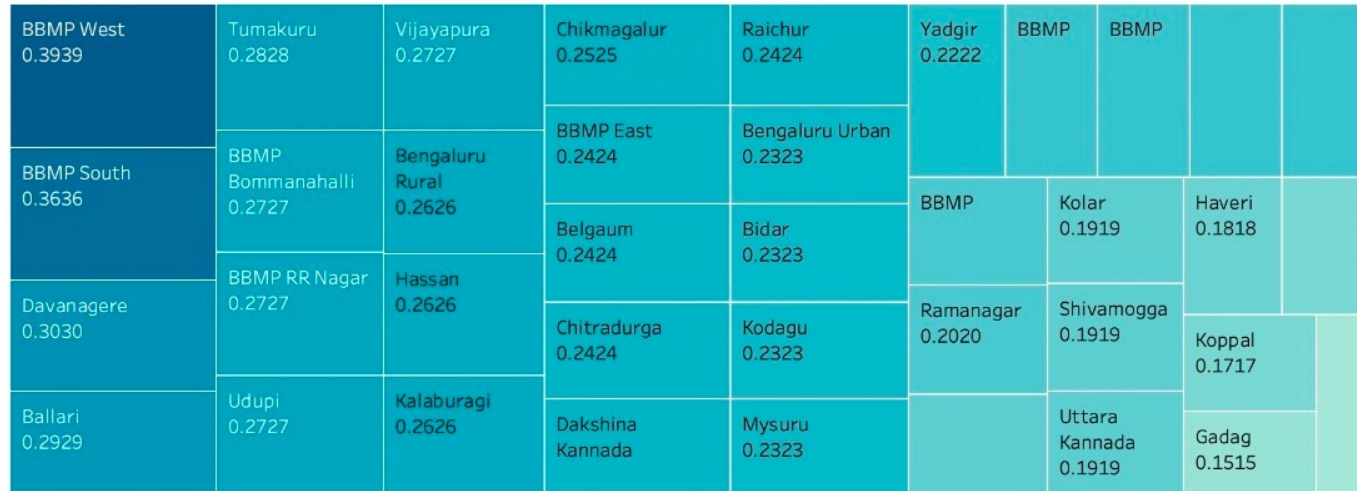 BBMP West
0.3939
BBMP South
0.3636
Davanagere
0.3030
Ballari
0.2929
Tumakuru
0.2828
BBMP
Bommanahalli
0.2727
BBMP RR Nagar
0.2727
Udupi
0.2727
Vijayapura
0.2727
Bengaluru
Rural
0.2626
Hassan
0.2626
Kalaburagi
0.2626
Chikmagalur
0.2525
BBMP East
0.2424
Belgaum
0.2424
Chitradurga
0.2424
Dakshina
Kannada
Raichur
0.2424
Bengaluru Urban
0.2323
Bidar
0.2323
Kodagu
0.2323
Mysuru
0.2323
Yadgir
0.2222
BBMP
BBMP
BBMP
Ramanagar
0.2020
Kolar
0.1919
Shivamogga
0.1919
Uttara
Kannada
0.1919
Haveri
0.1818
Koppal
0.1717
Gadag
0.1515